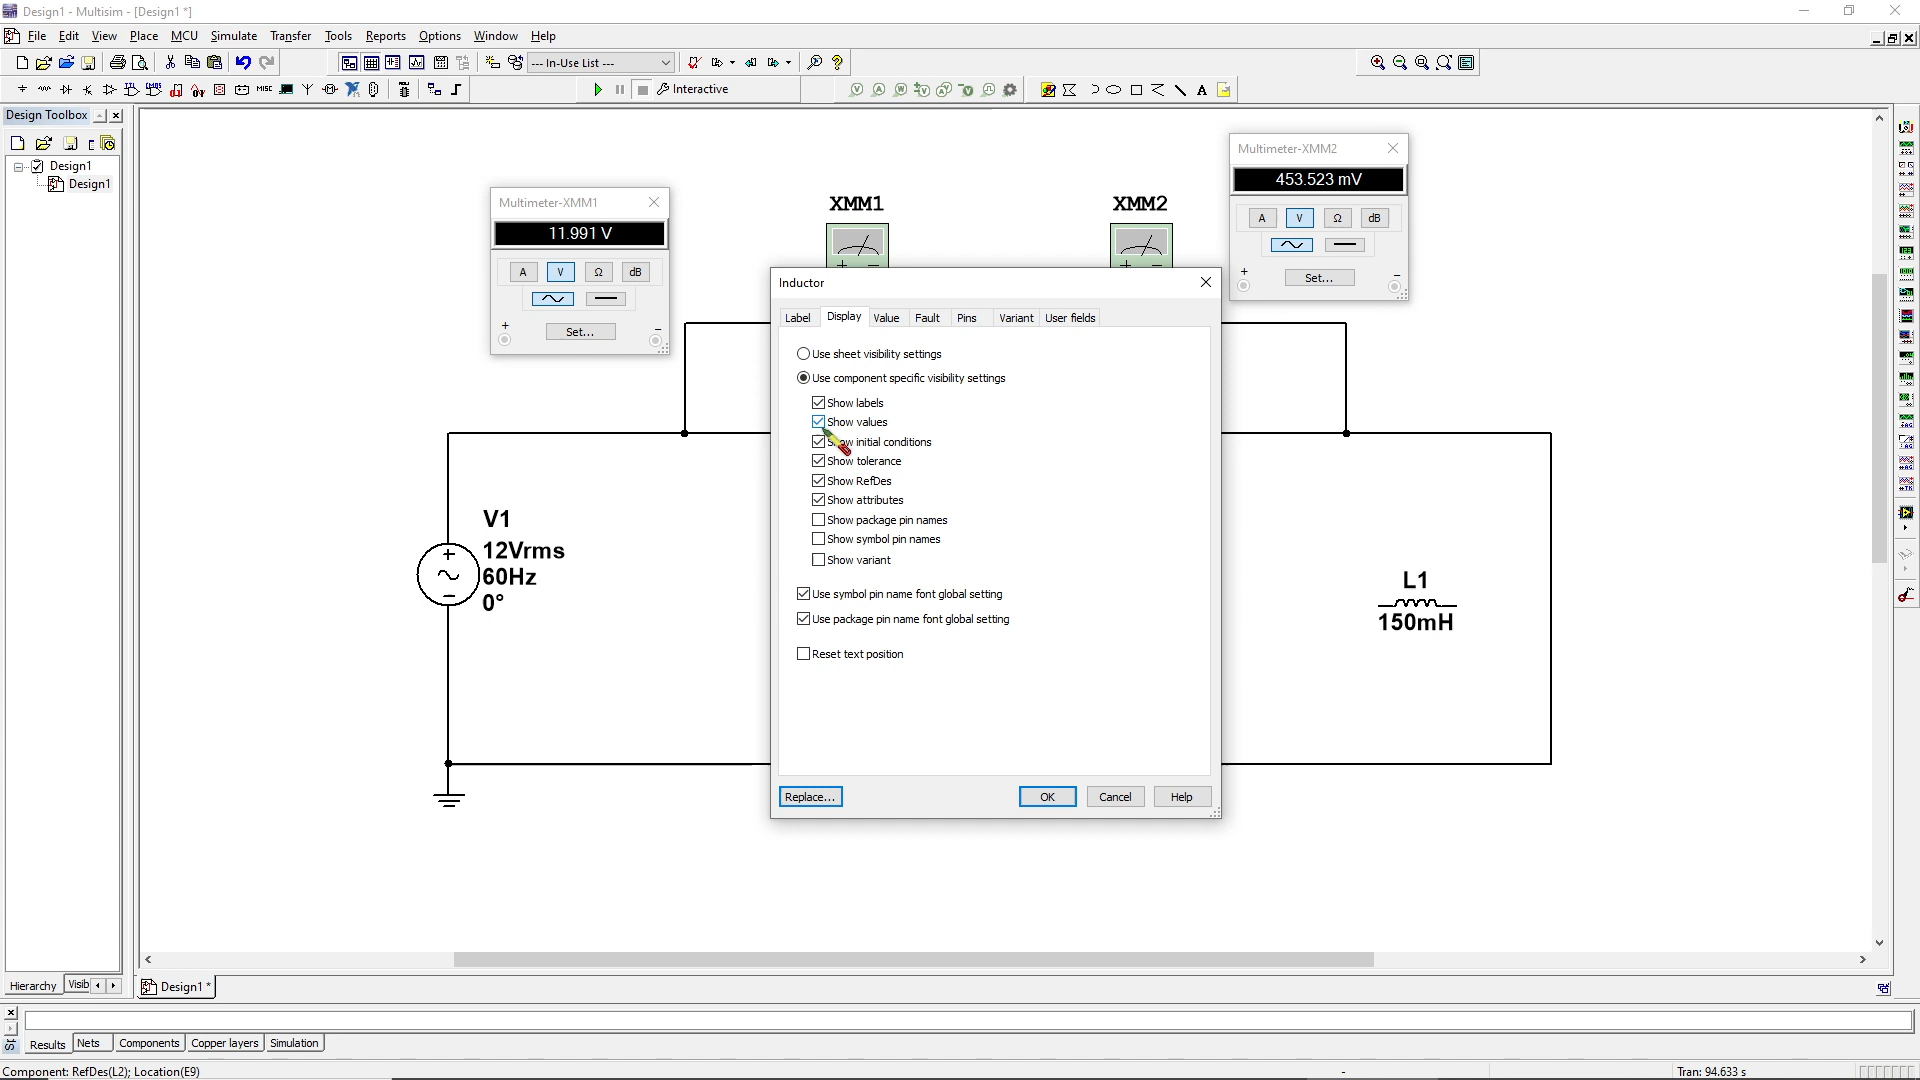 Design1 - Multisim - [Design1 *]
File Edit View Place MCU Simulate Transfer Tools Reports Options Window Help
--- In-Use List ---
MISC
Interactive
Design Toolbox
Design1
Design1
Multimeter-XMM1
11.991 V
A V Ω dB
+ Set... −
XMM1
XMM2
Multimeter-XMM2
453.523 mV
A V Ω dB
+ Set... −
Inductor
Label Display Value Fault Pins Variant User fields
Use sheet visibility settings
Use component specific visibility settings
Show labels
Show values
Show initial conditions
Show tolerance
Show RefDes
Show attributes
Show package pin names
Show symbol pin names
Show variant
Use symbol pin name font global setting
Use package pin name font global setting
Reset text position
Replace... OK Cancel Help
V1
12Vrms
60Hz
0°
L1
150mH
Hierarchy Visib
Design1 *
Results Nets Components Copper layers Simulation
Component: RefDes(L2); Location(E9) - Tran: 94.633 s